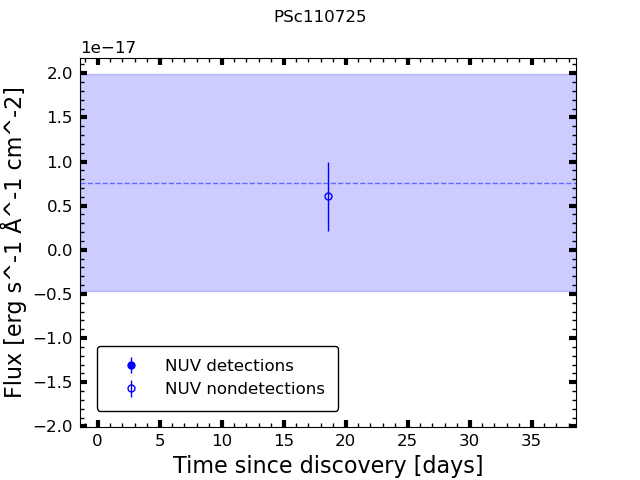 PSc110725
1e−17
2.0
1.5
1.0
0.5
0.0
−0.5
−1.0
−1.5
−2.0
Flux [erg s^-1 Å^-1 cm^-2]
NUV detections
NUV nondetections
0 5 10 15 20 25 30 35
Time since discovery [days]